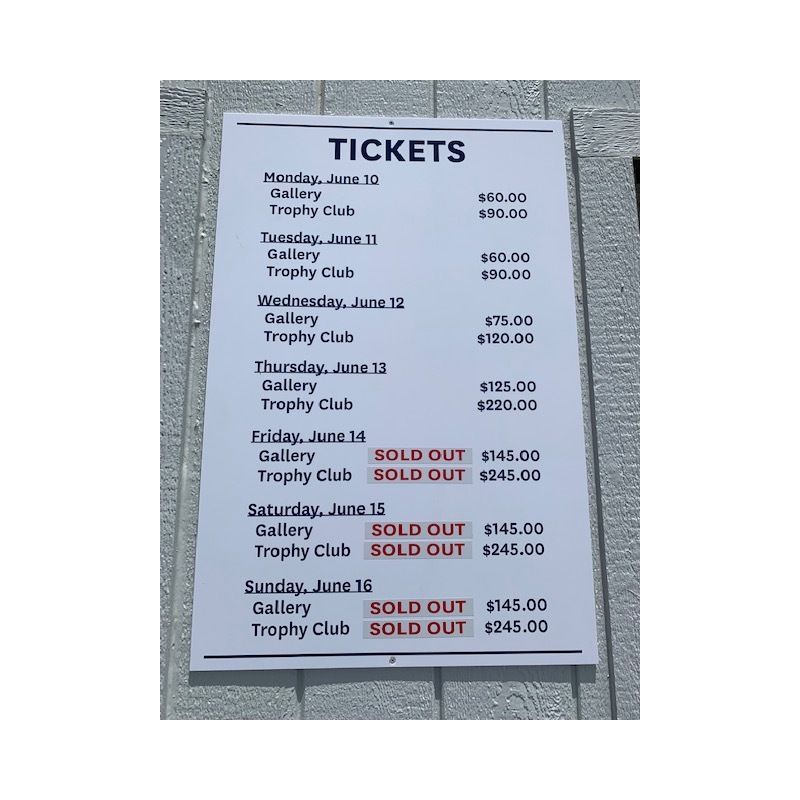 TICKETS
Monday, June 10
Gallery $60.00
Trophy Club $90.00
Tuesday, June 11
Gallery $60.00
Trophy Club $90.00
Wednesday, June 12
Gallery $75.00
Trophy Club $120.00
Thursday, June 13
Gallery $125.00
Trophy Club $220.00
Friday, June 14
Gallery SOLD OUT $145.00
Trophy Club SOLD OUT $245.00
Saturday, June 15
Gallery SOLD OUT $145.00
Trophy Club SOLD OUT $245.00
Sunday, June 16
Gallery SOLD OUT $145.00
Trophy Club SOLD OUT $245.00